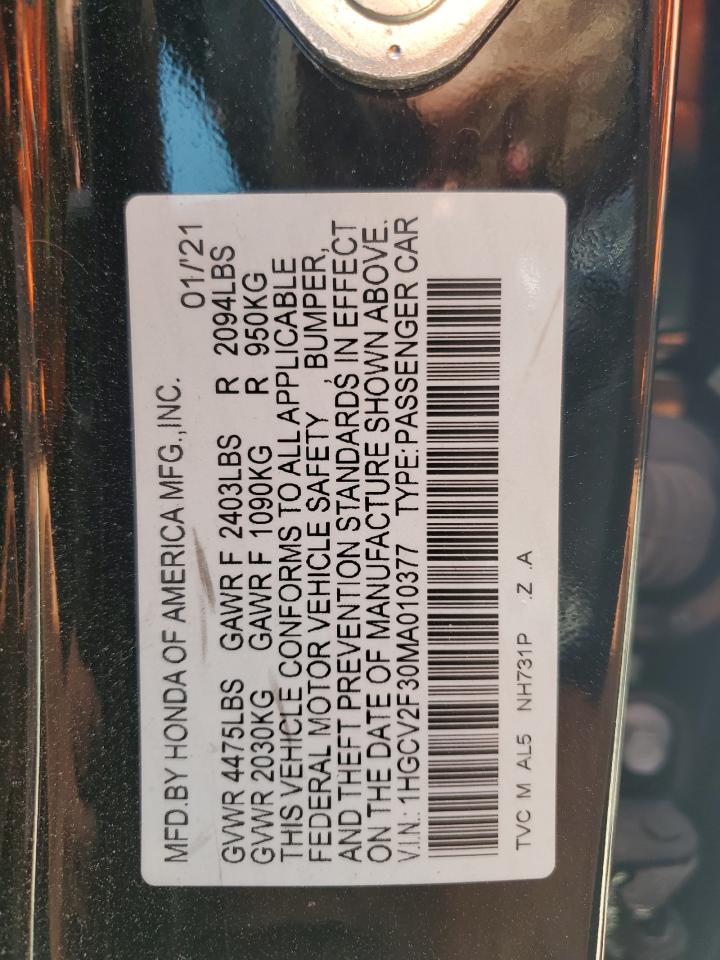 MFD.BY HONDA OF AMERICA MFG.,INC. 01/'21
GVWR 4475LBS GAWR F 2403LBS R 2094LBS
GVWR 2030KG GAWR F 1090KG R 950KG
THIS VEHICLE CONFORMS TO ALL APPLICABLE
FEDERAL MOTOR VEHICLE SAFETY , BUMPER,
AND THEFT PREVENTION STANDARDS IN EFFECT
ON THE DATE OF MANUFACTURE SHOWN ABOVE.
V.I.N.: 1HGCV2F30MA010377 TYPE:PASSENGER CAR
TVC M AL5 NH731P .Z .A